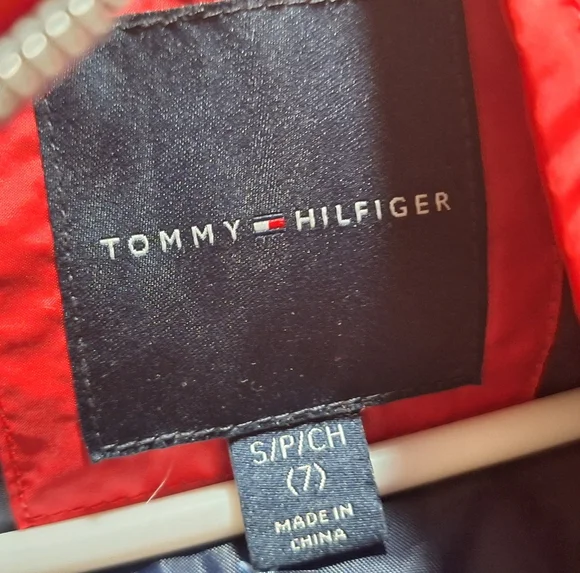 TOMMY HILFIGER
S/P/CH
(7)
MADE IN
CHINA